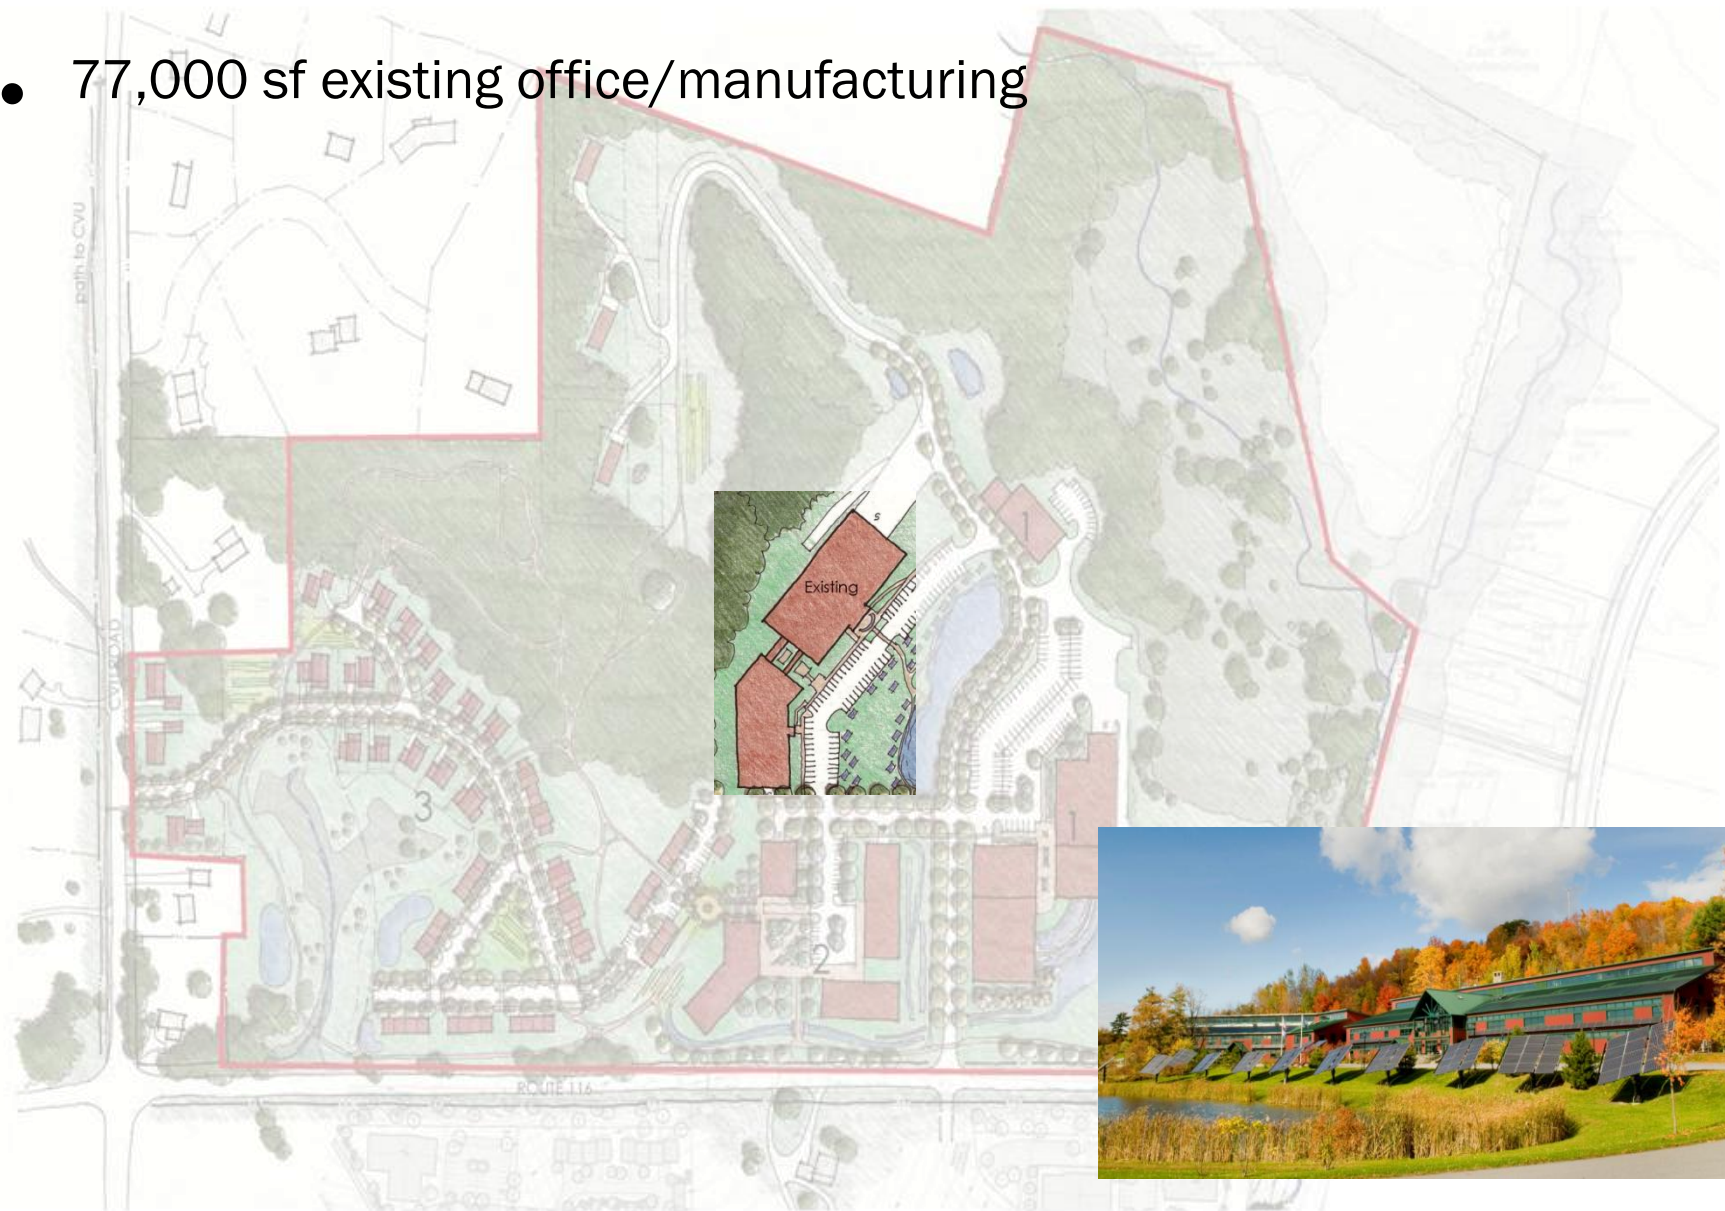 • 77,000 sf existing office/manufacturing
path to CVU
s
Existing
1
CVU ROAD
3
1
2
ROUTE 116